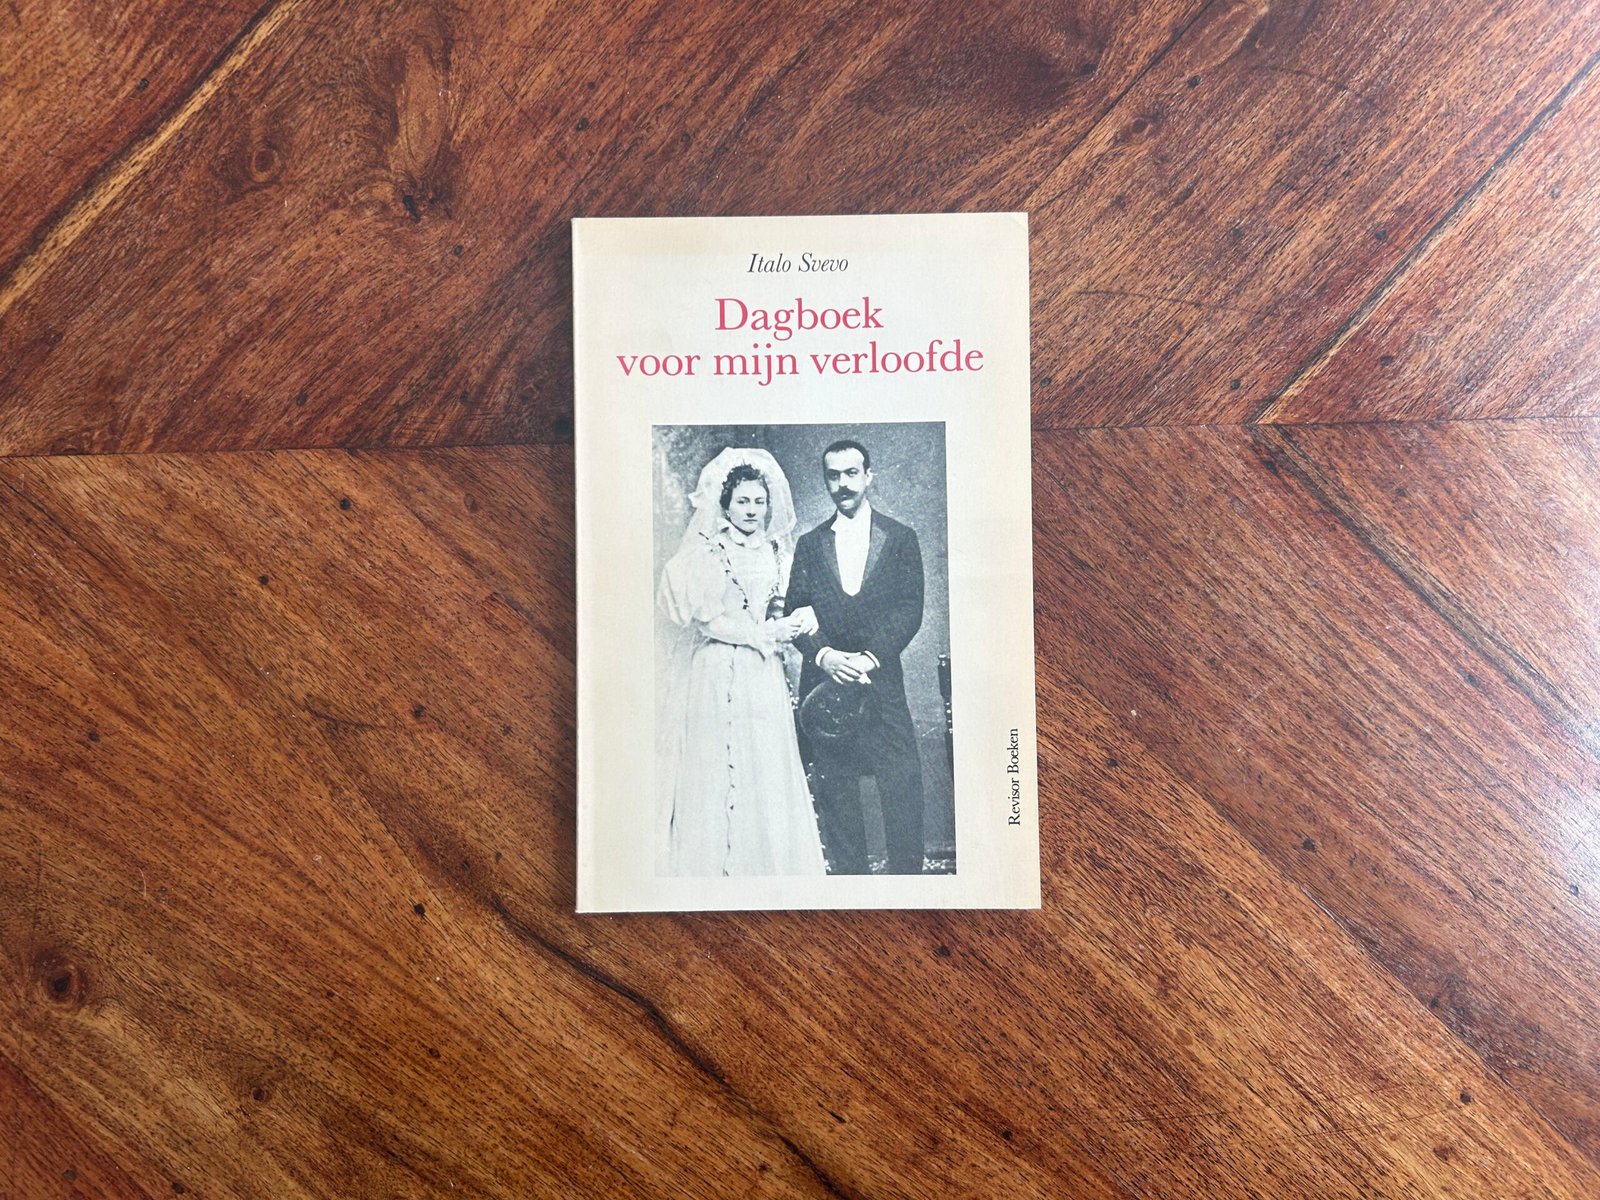 Italo Svevo
Dagboek
voor mijn verloofde
Revisor Boeken